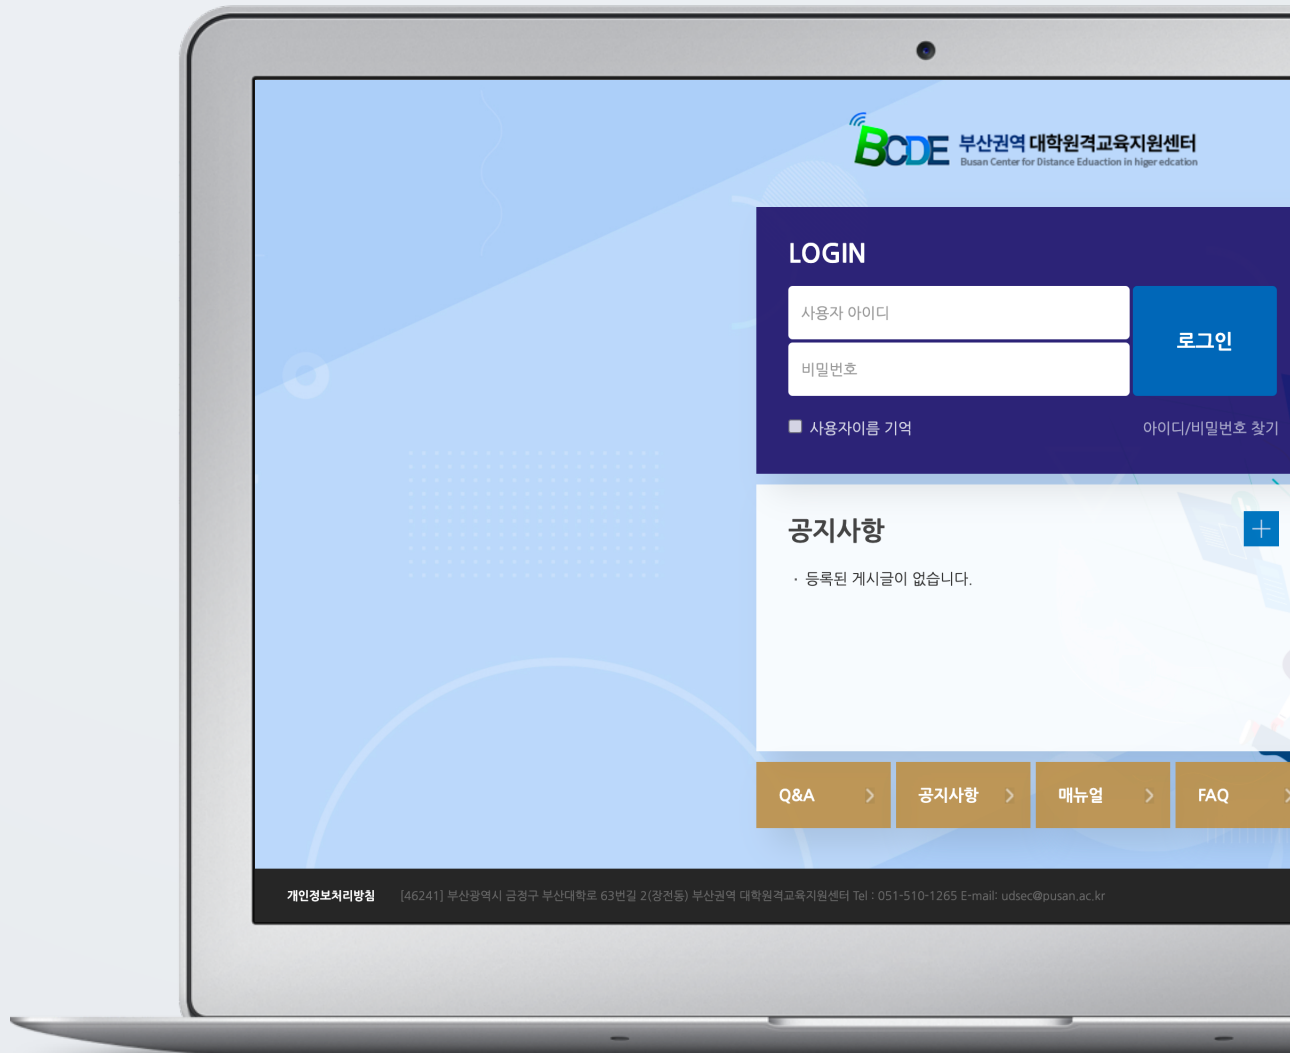 BCDE 부산권역 대학원격교육지원센터
Busan Center for Distance Eduaction in higer edcation
LOGIN
사용자 아이디
비밀번호
로그인
사용자이름 기억
아이디/비밀번호 찾기
공지사항
· 등록된 게시글이 없습니다.
Q&A
공지사항
매뉴얼
FAQ
개인정보처리방침 [46241] 부산광역시 금정구 부산대학로 63번길 2(장전동) 부산권역 대학원격교육지원센터 Tel : 051-510-1265 E-mail: udsec@pusan.ac.kr